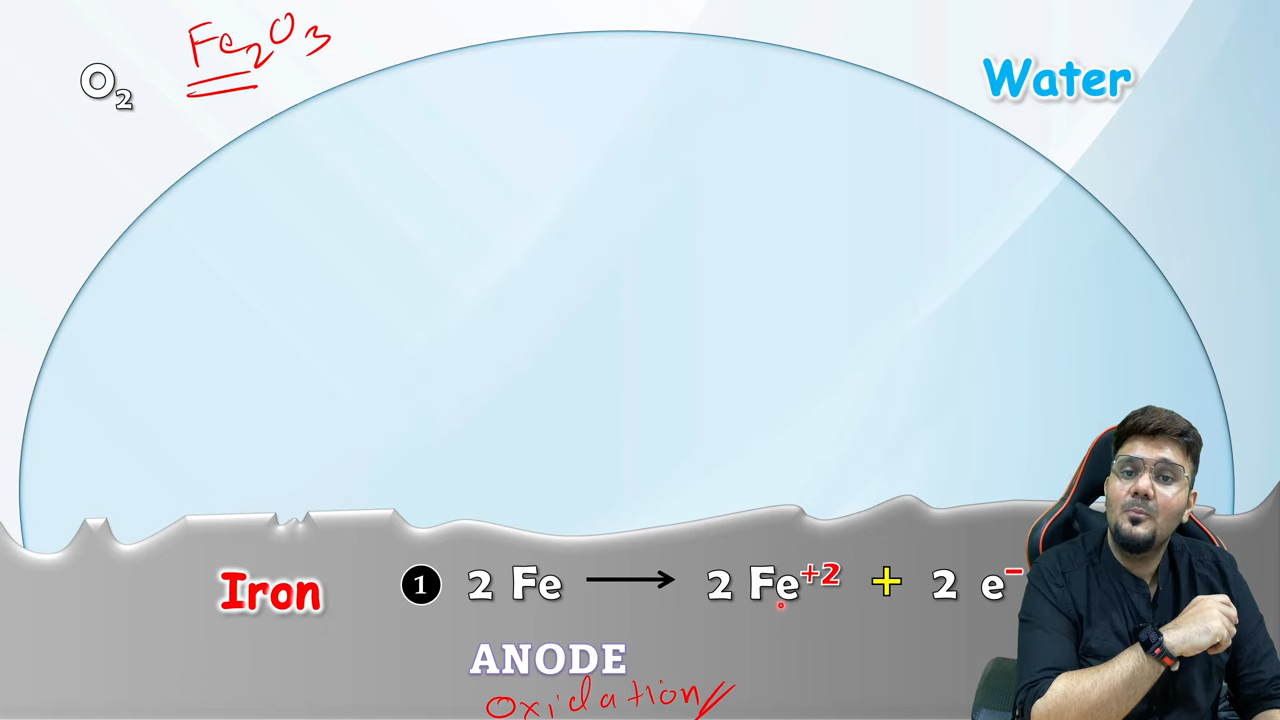 Fe2O3
O2
Water
Iron
1 2 Fe → 2 Fe+2 + 2 e−
ANODE
Oxidation